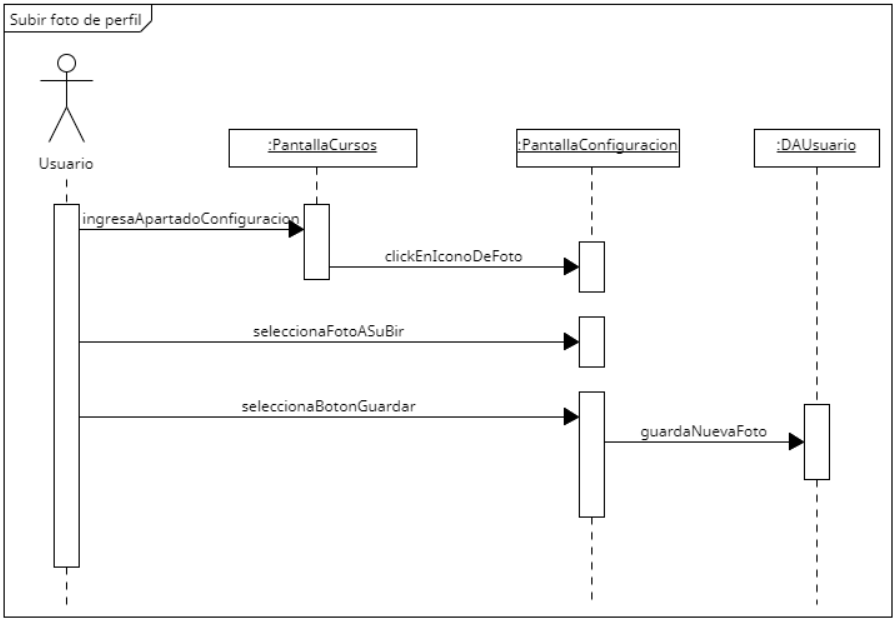 Subir foto de perfil
Usuario
:PantallaCursos
:PantallaConfiguracion
:DAUsuario
ingresaApartadoConfiguracion
clickEnIconoDeFoto
seleccionaFotoASuBir
seleccionaBotonGuardar
guardaNuevaFoto